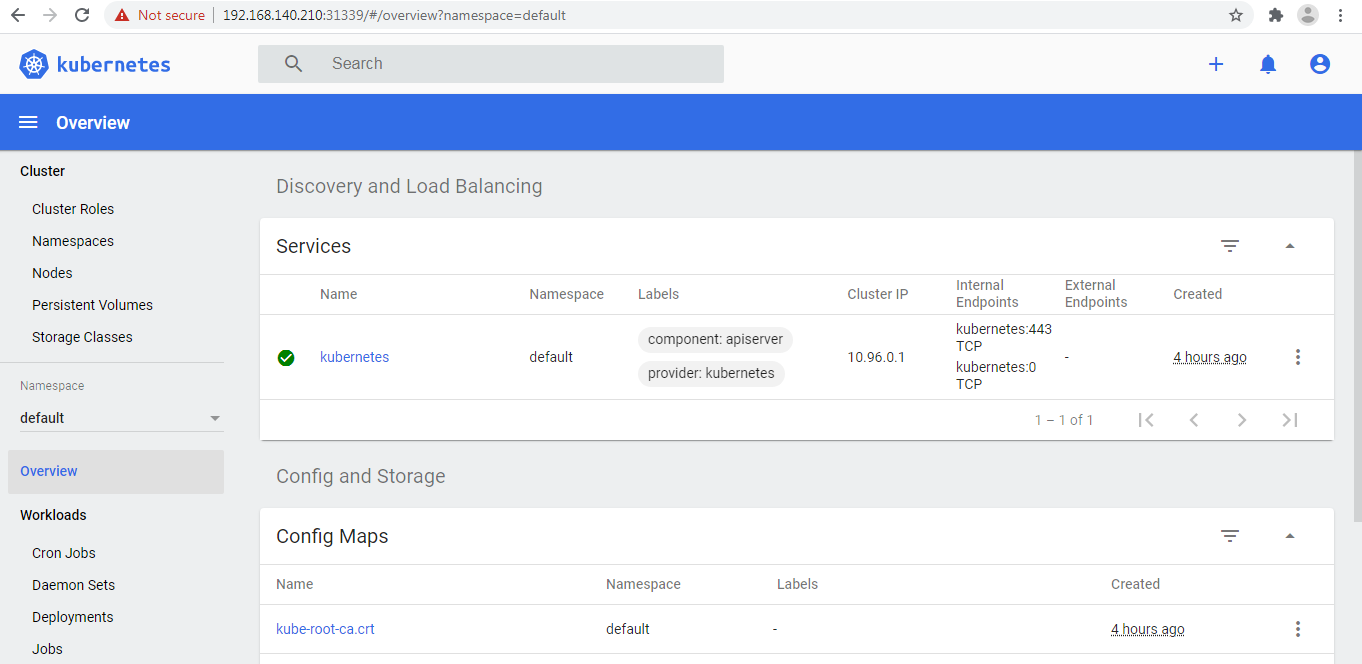 Not secure 192.168.140.210:31339/#/overview?namespace=default
kubernetes
Search
Overview
Cluster
Cluster Roles
Namespaces
Nodes
Persistent Volumes
Storage Classes
Namespace
default
Overview
Workloads
Cron Jobs
Daemon Sets
Deployments
Jobs
Discovery and Load Balancing
Services
Name Namespace Labels Cluster IP Internal Endpoints External Endpoints Created
kubernetes default component: apiserver provider: kubernetes 10.96.0.1 kubernetes:443 TCP kubernetes:0 TCP - 4 hours ago
1 – 1 of 1
Config and Storage
Config Maps
Name Namespace Labels Created
kube-root-ca.crt default - 4 hours ago